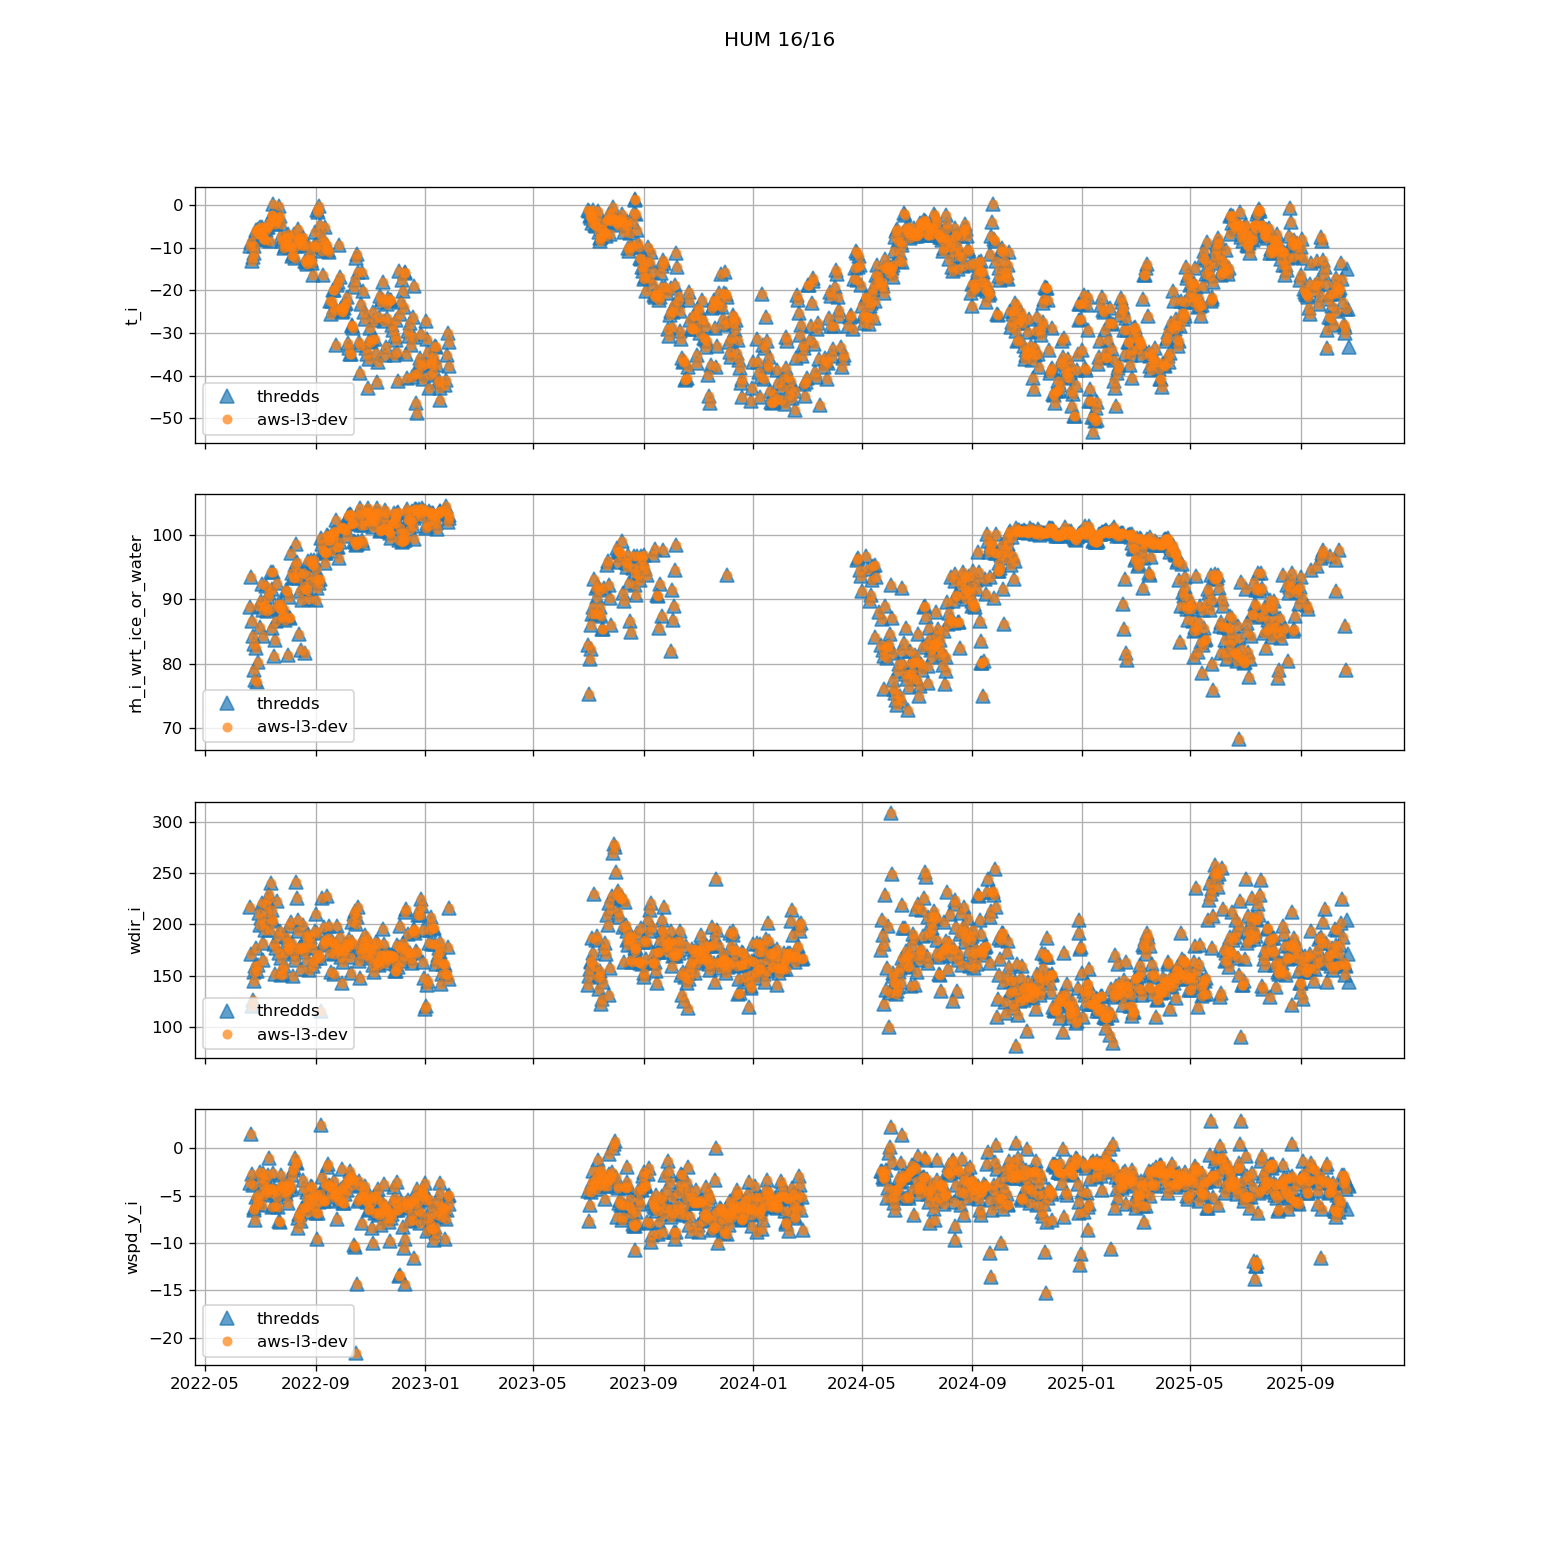 HUM 16/16
0
−10
−20
−30
−40
−50
t_i
thredds
aws-l3-dev
100
90
80
70
rh_i_wrt_ice_or_water
thredds
aws-l3-dev
300
250
200
150
100
wdir_i
thredds
aws-l3-dev
0
−5
−10
−15
−20
wspd_y_i
thredds
aws-l3-dev
2022-05 2022-09 2023-01 2023-05 2023-09 2024-01 2024-05 2024-09 2025-01 2025-05 2025-09